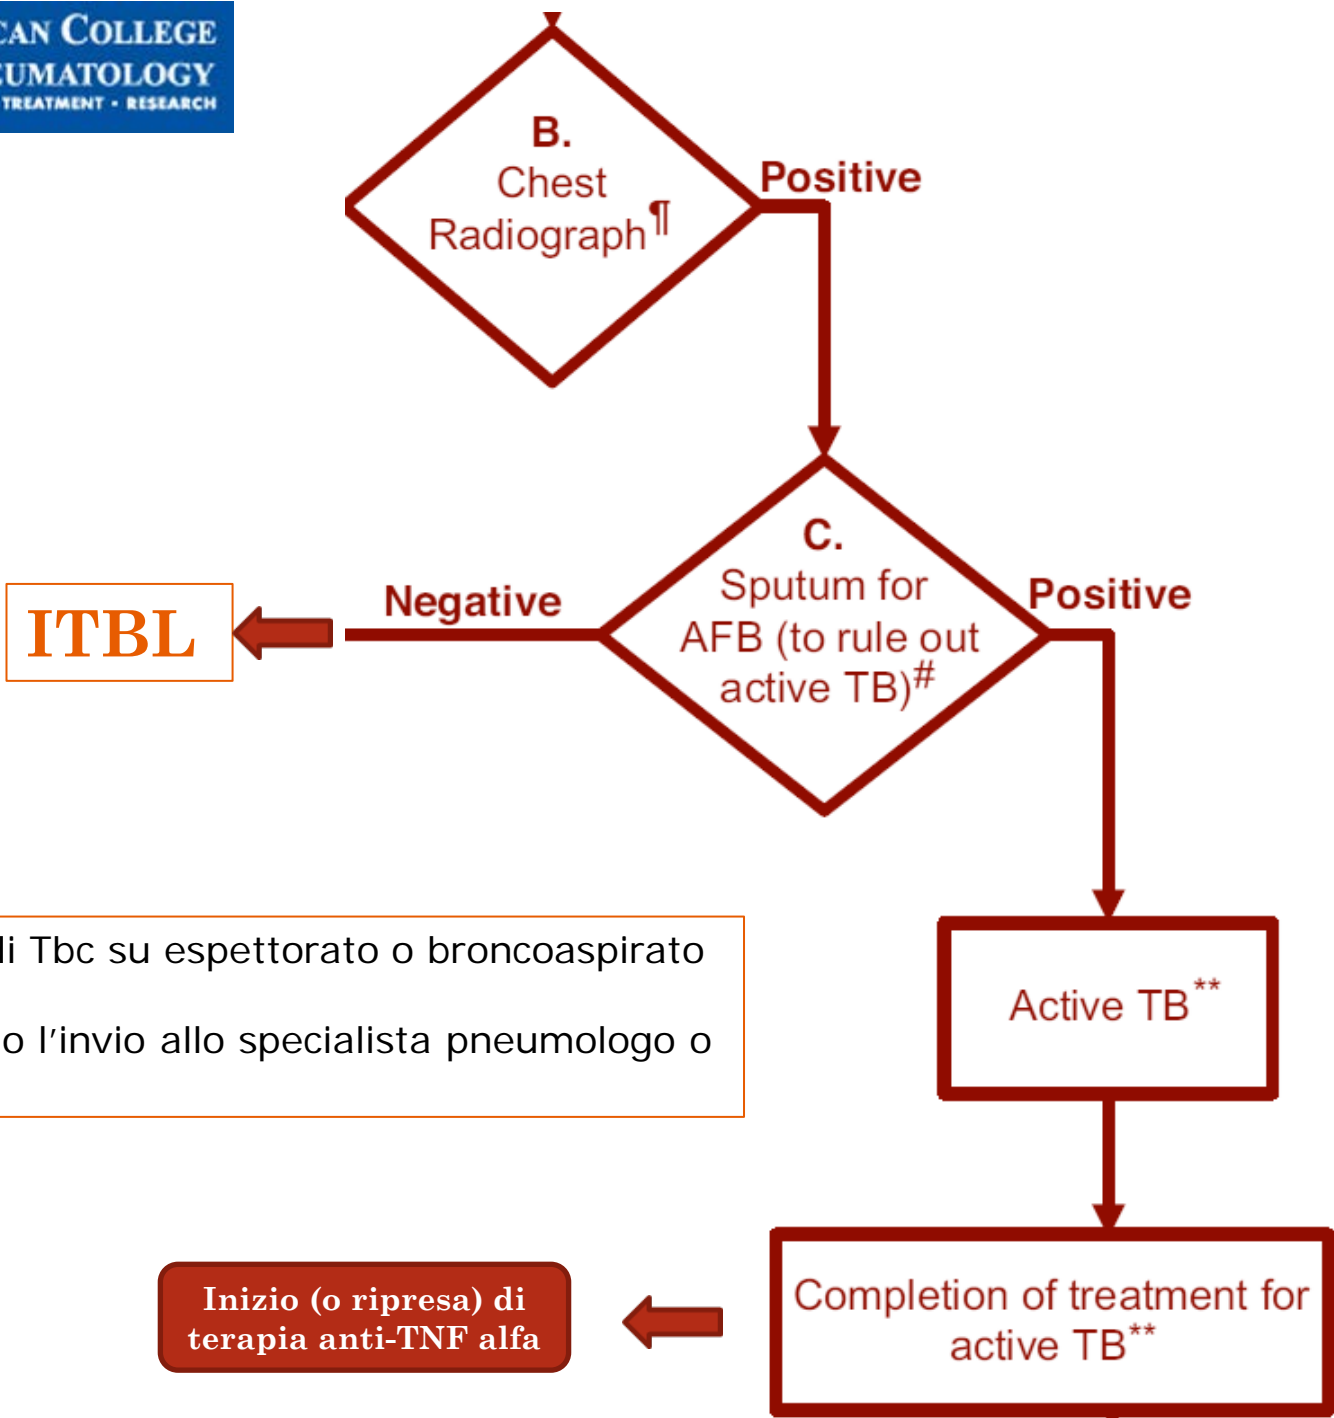 CAN COLLEGE
EUMATOLOGY
TREATMENT • RESEARCH
B.
Chest
Radiograph¶
Positive
C.
Sputum for
AFB (to rule out
active TB)#
Negative
Positive
ITBL
di Tbc su espettorato o broncoaspirato
o l'invio allo specialista pneumologo o
Active TB**
Completion of treatment for
active TB**
Inizio (o ripresa) di
terapia anti-TNF alfa